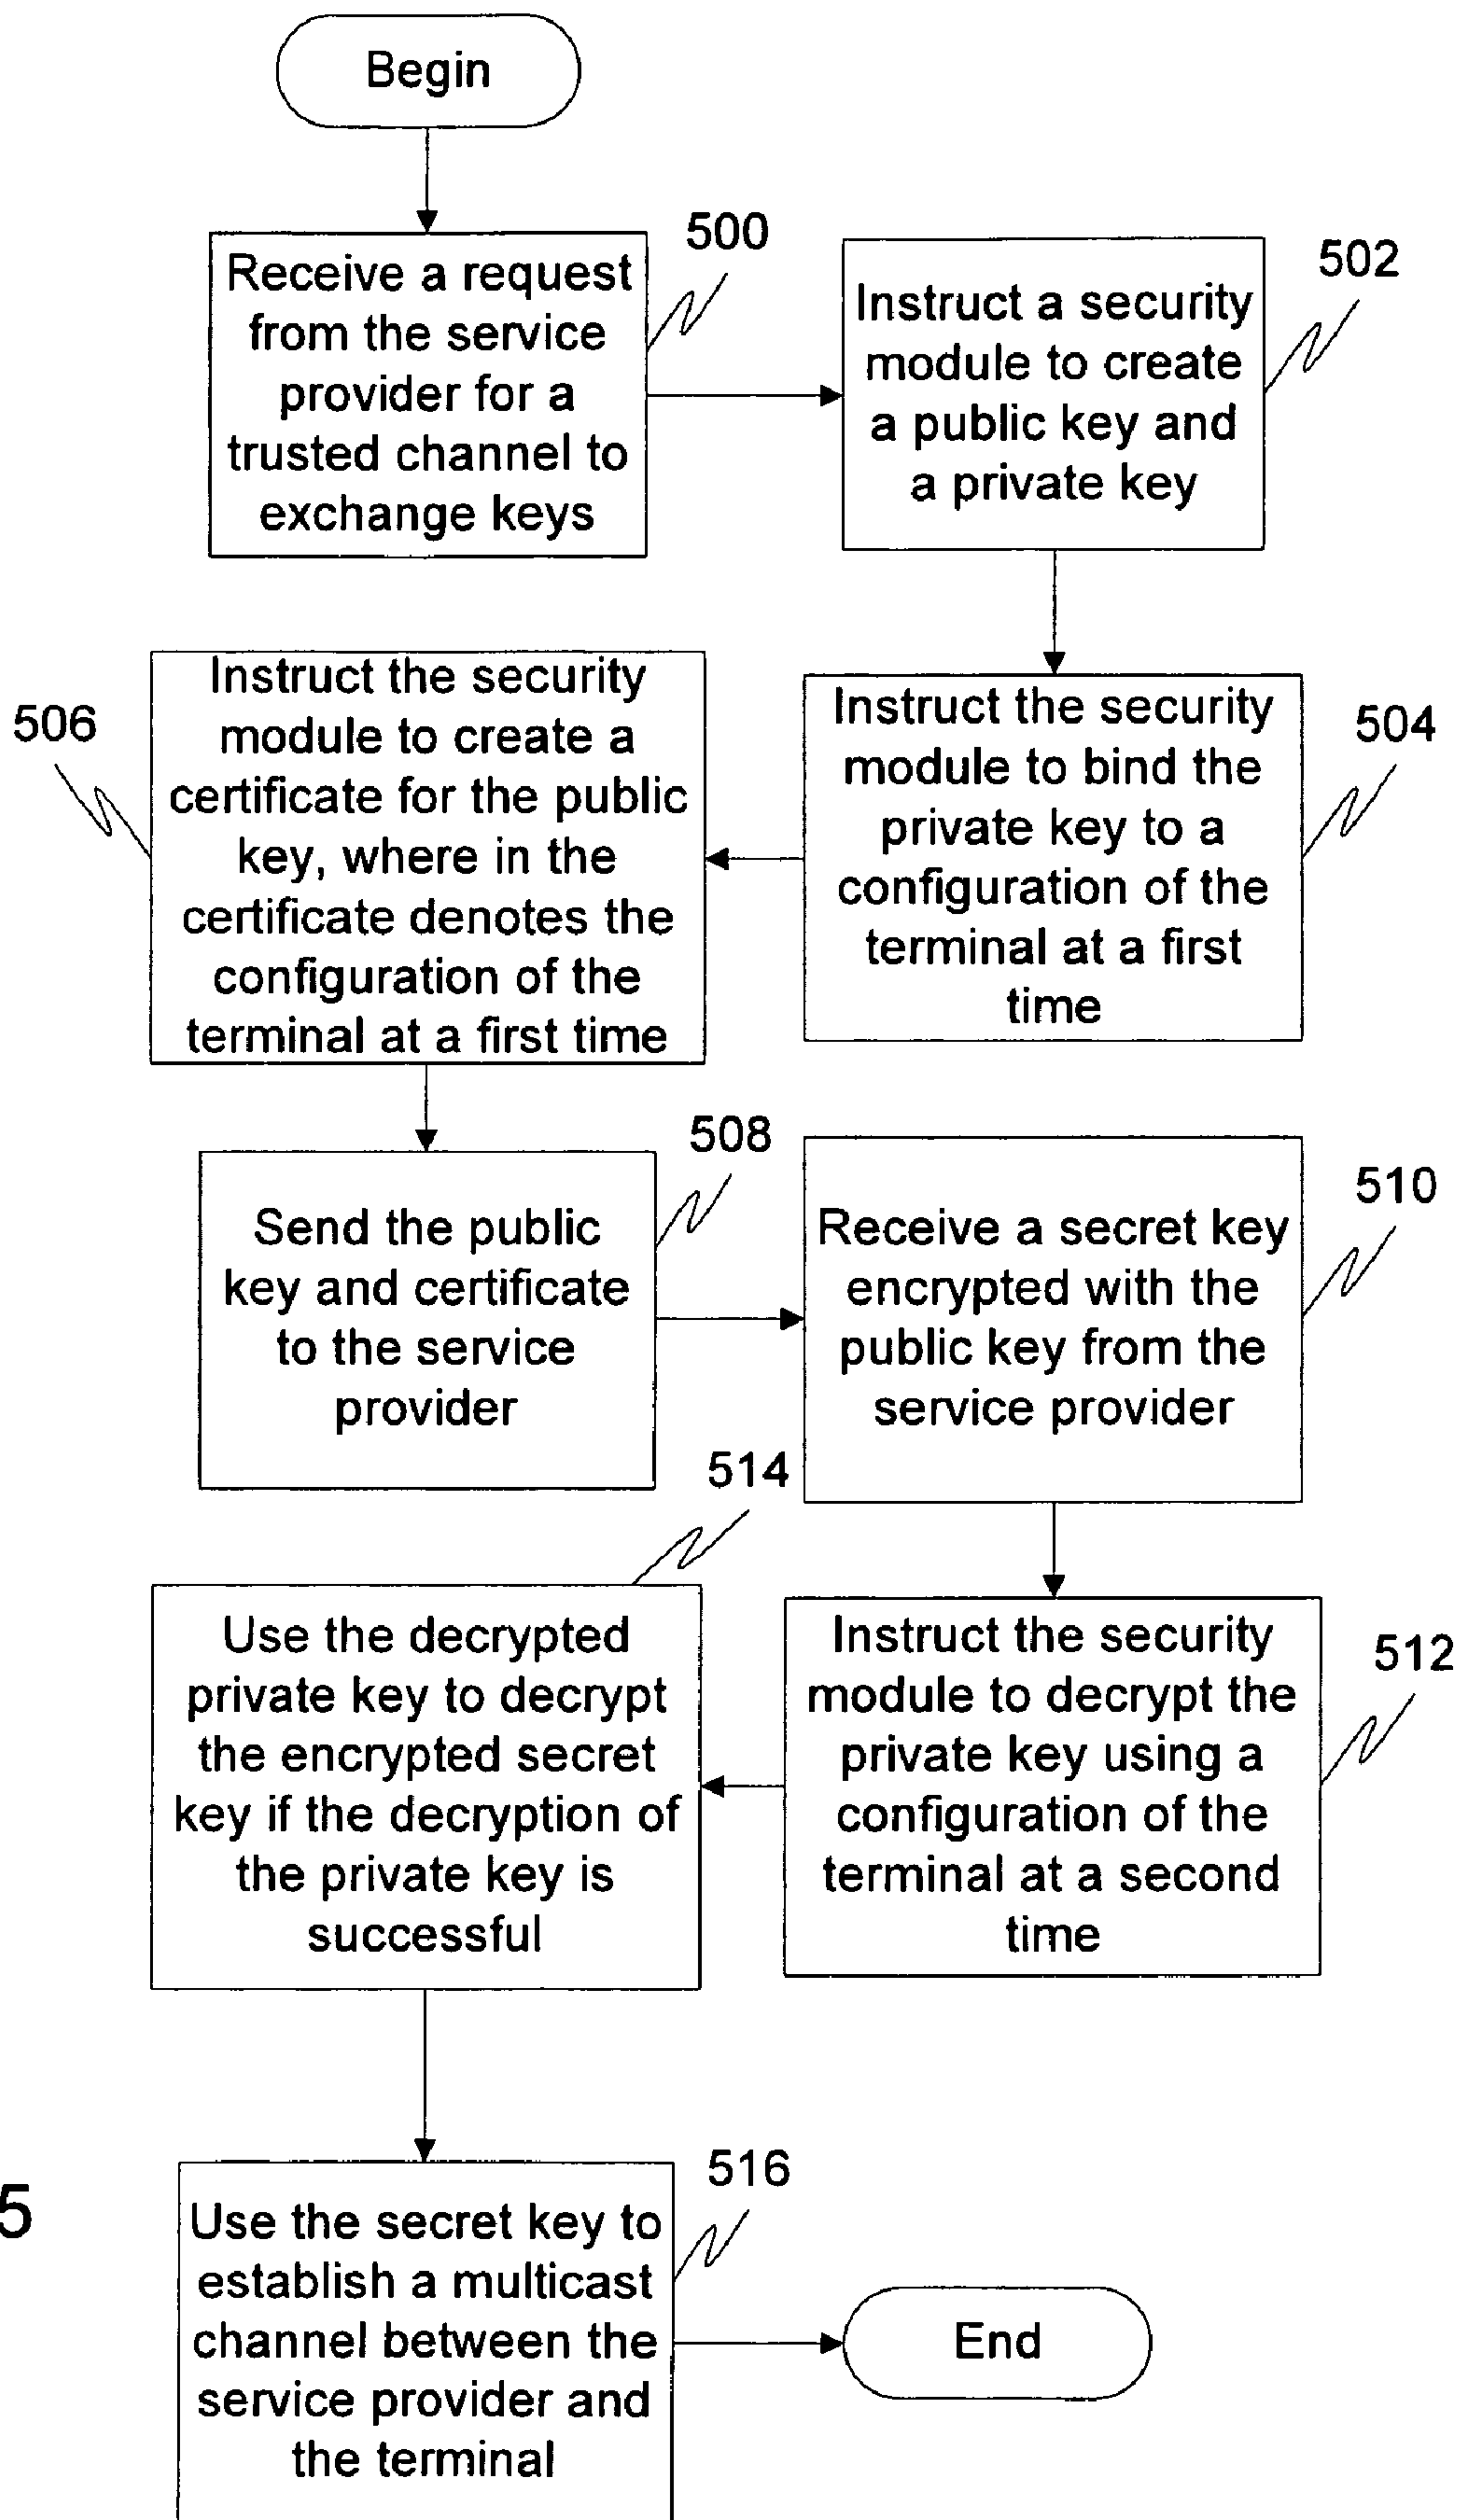 Begin
500
Receive a request
from the service
provider for a
trusted channel to
exchange keys
502
Instruct a security
module to create
a public key and
a private key
504
Instruct the security
module to bind the
private key to a
configuration of the
terminal at a first
time
506
Instruct the security
module to create a
certificate for the public
key, where in the
certificate denotes the
configuration of the
terminal at a first time
508
Send the public
key and certificate
to the service
provider
510
Receive a secret key
encrypted with the
public key from the
service provider
512
Instruct the security
module to decrypt the
private key using a
configuration of the
terminal at a second
time
514
Use the decrypted
private key to decrypt
the encrypted secret
key if the decryption of
the private key is
successful
516
Use the secret key to
establish a multicast
channel between the
service provider and
the terminal
End
5